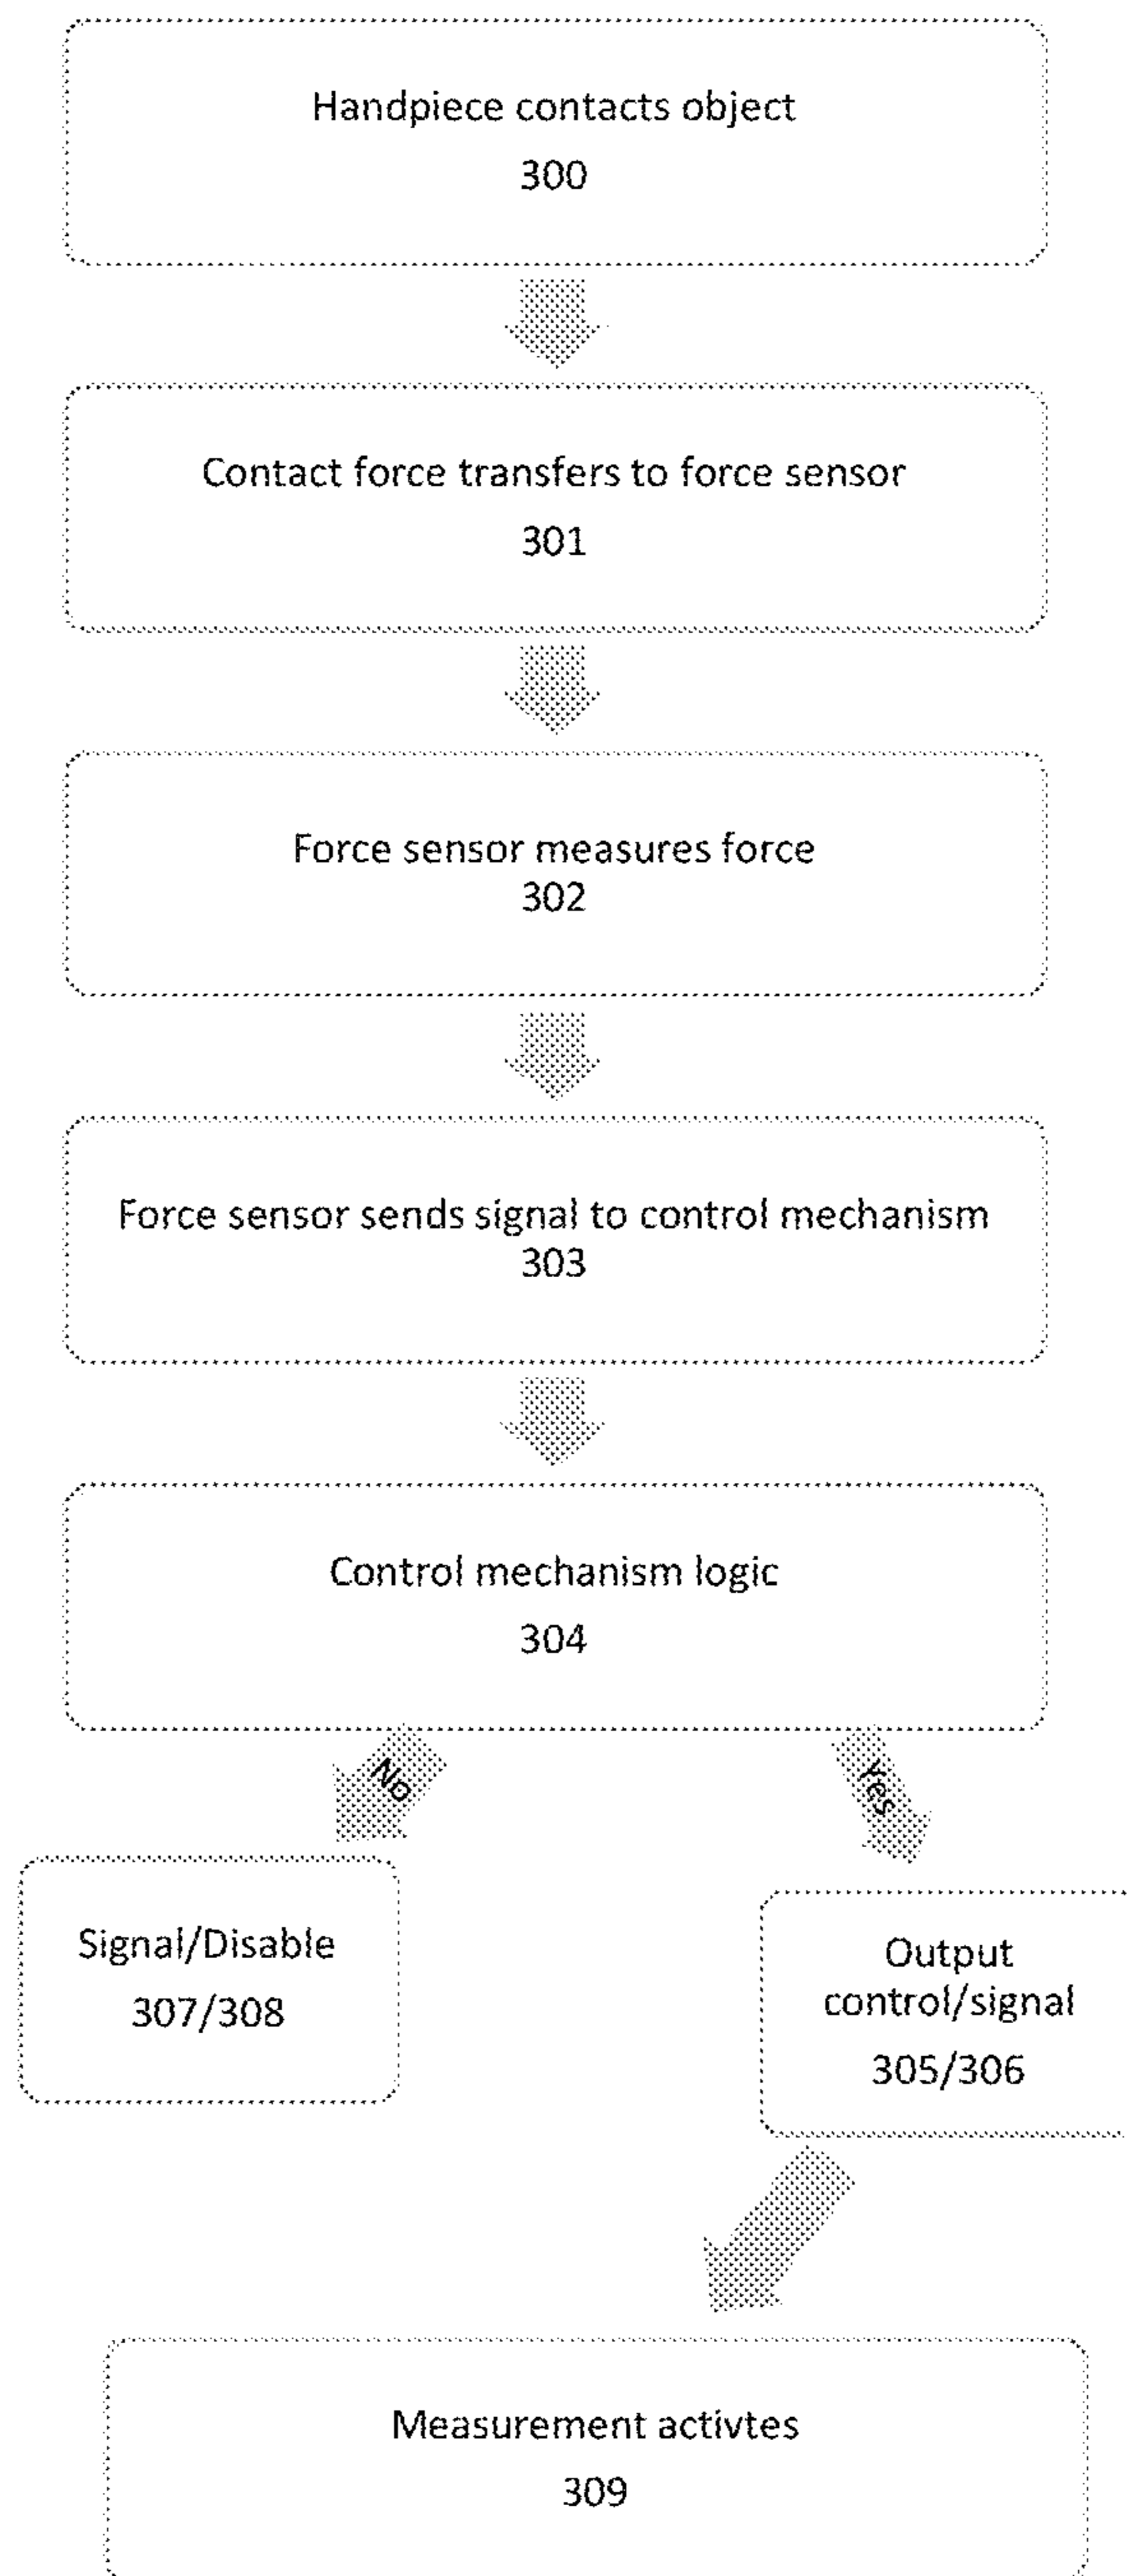 Handpiece contacts object
300
Contact force transfers to force sensor
301
Force sensor measures force
302
Force sensor sends signal to control mechanism
303
Control mechanism logic
304
No
Yes
Signal/Disable
307/308
Output
control/signal
305/306
Measurement activtes
309